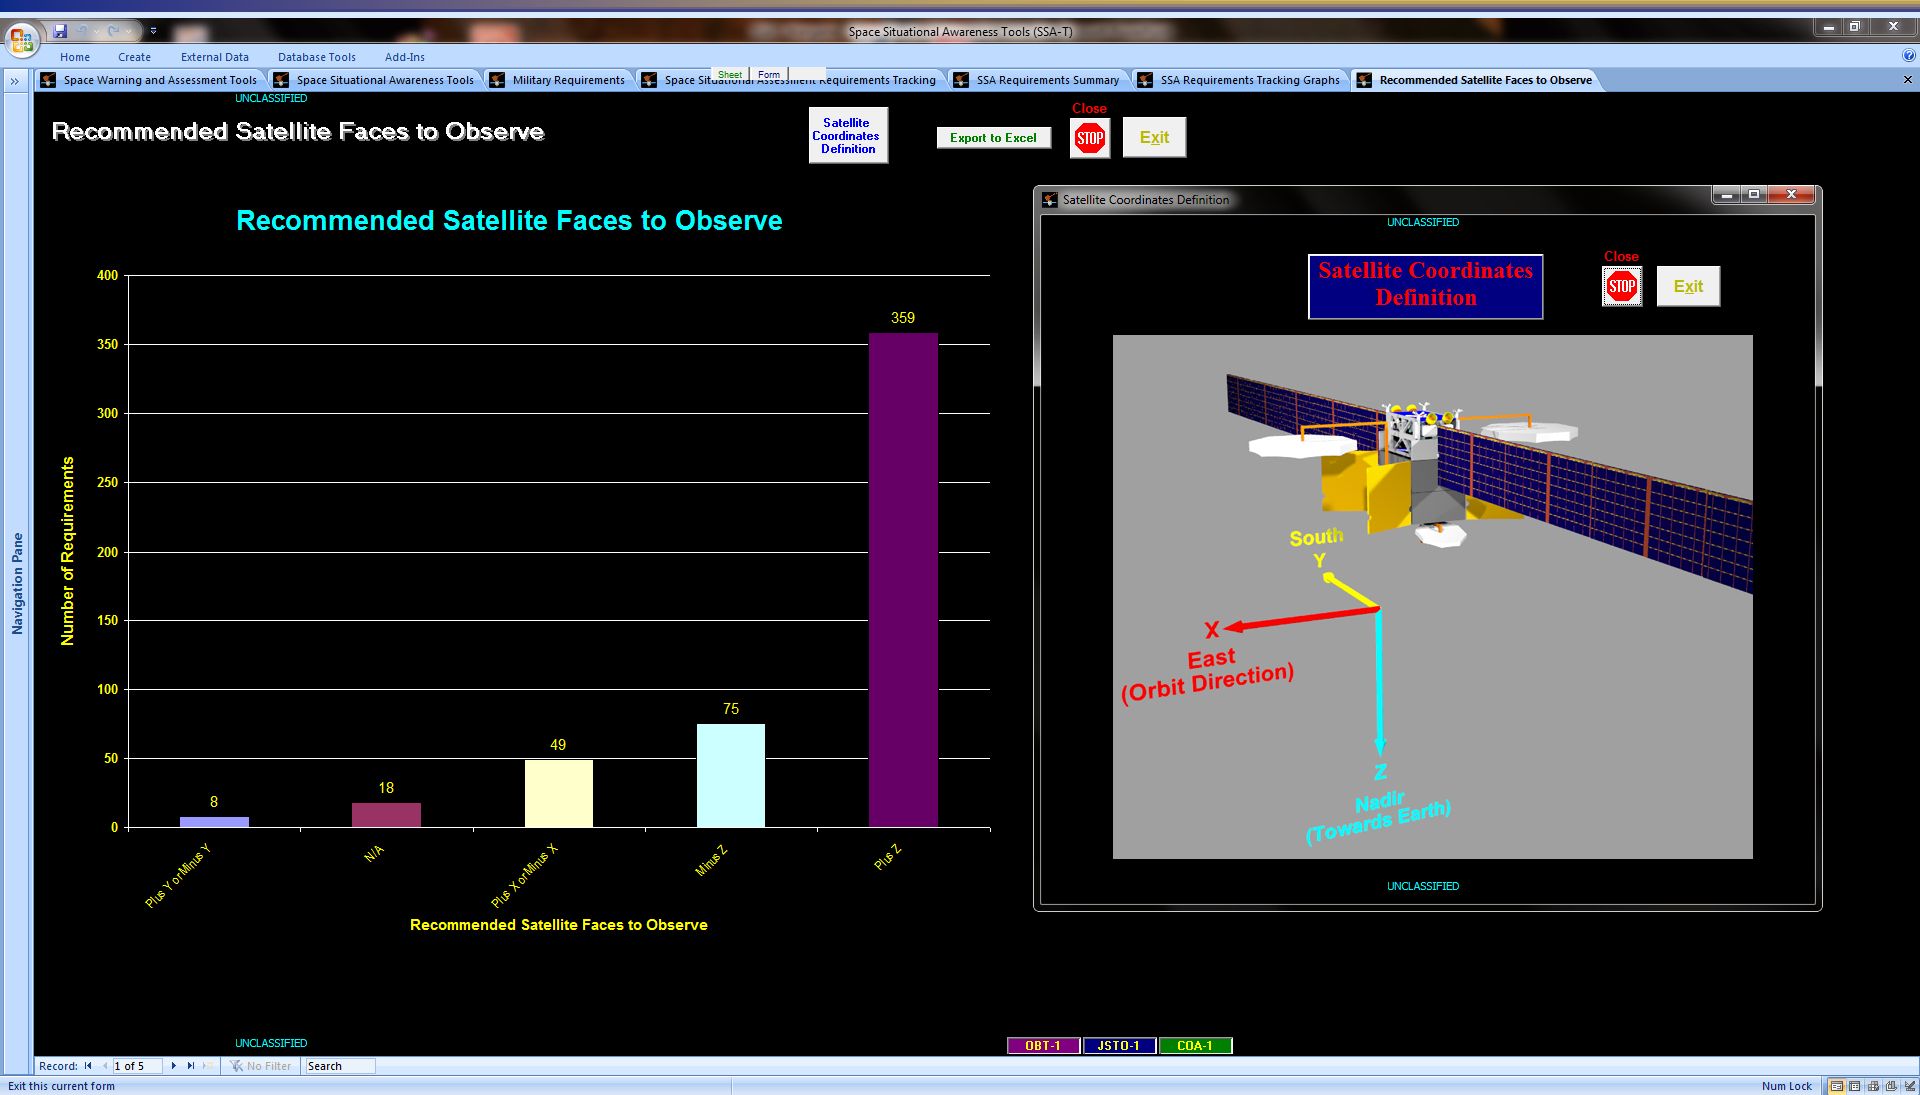 Space Situational Awareness Tools (SSA-T)
Home Create External Data Database Tools Add-Ins
Sheet Form
Space Warning and Assessment Tools Space Situational Awareness Tools Military Requirements Space Situational Assessment Requirements Tracking SSA Requirements Summary SSA Requirements Tracking Graphs Recommended Satellite Faces to Observe
UNCLASSIFIED
Recommended Satellite Faces to Observe
Satellite
Coordinates
Definition
Export to Excel
Close
STOP
Exit
Navigation Pane
Recommended Satellite Faces to Observe
Number of Requirements
400
350
300
250
200
150
100
50
0
8
18
49
75
359
Plus Y or Minus Y
N/A
Plus X or Minus X
Minus Z
Plus Z
Recommended Satellite Faces to Observe
Satellite Coordinates Definition
UNCLASSIFIED
Satellite Coordinates
Definition
Close
STOP
Exit
South
Y
X
East
(Orbit Direction)
Z
Nadir
(Towards Earth)
UNCLASSIFIED
UNCLASSIFIED
OBT-1 JSTO-1 COA-1
Record: 1 of 5 No Filter Search
Exit this current form
Num Lock